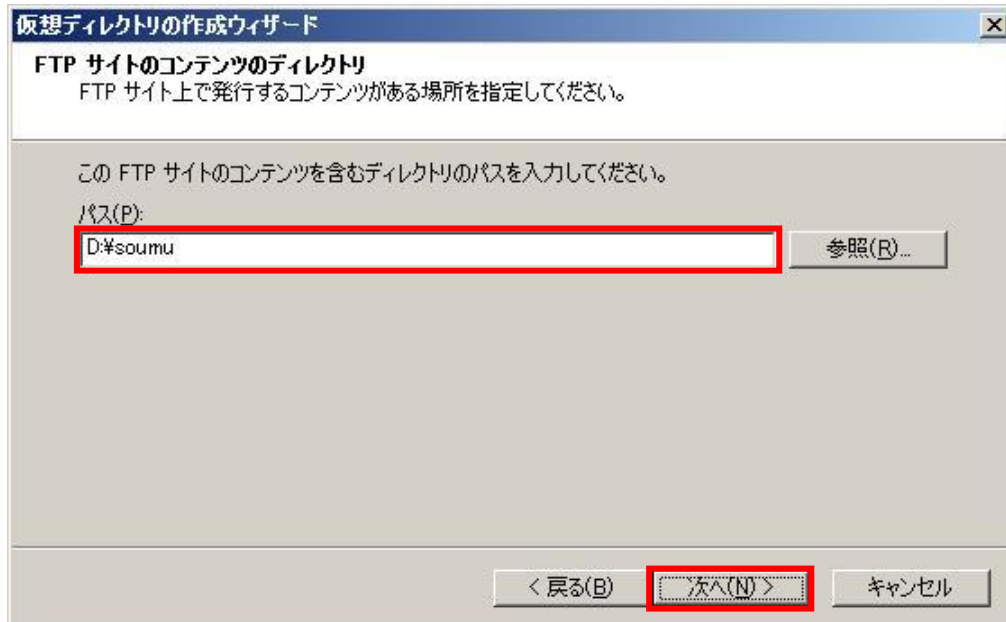 仮想ディレクトリの作成ウィザード
FTP サイトのコンテンツのディレクトリ
FTP サイト上で発行するコンテンツがある場所を指定してください。
この FTP サイトのコンテンツを含むディレクトリのパスを入力してください。
パス(P):
D:¥soumu
参照(R)...
< 戻る(B)
次へ(N) >
キャンセル